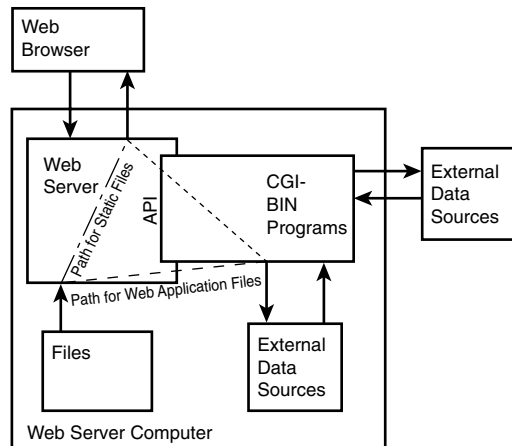 Web
Browser
Web
Server
Path for Static Files
API
CGI-
BIN
Programs
External
Data
Sources
Path for Web Application Files
Files
External
Data
Sources
Web Server Computer